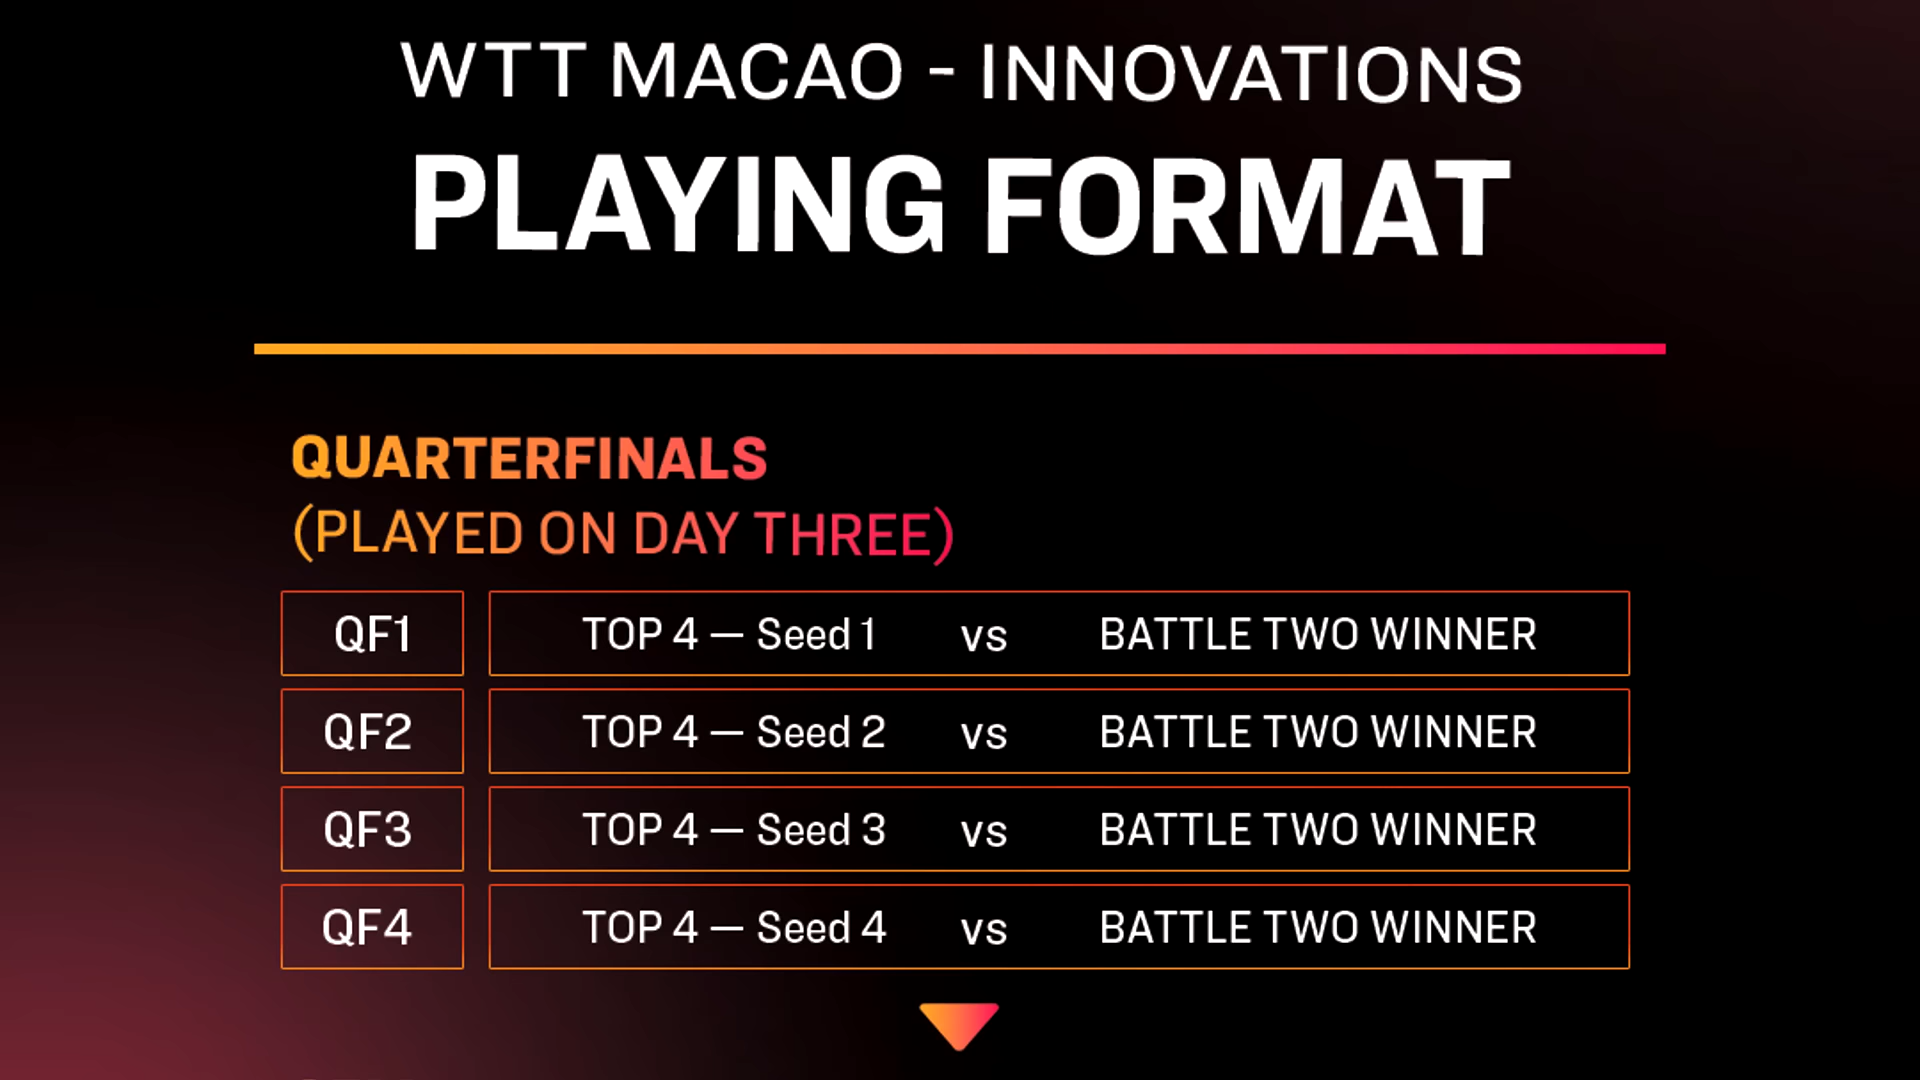 WTT MACAO - INNOVATIONS
PLAYING FORMAT
QUARTERFINALS
(PLAYED ON DAY THREE)
QF1 TOP 4 — Seed 1 vs BATTLE TWO WINNER
QF2 TOP 4 — Seed 2 vs BATTLE TWO WINNER
QF3 TOP 4 — Seed 3 vs BATTLE TWO WINNER
QF4 TOP 4 — Seed 4 vs BATTLE TWO WINNER